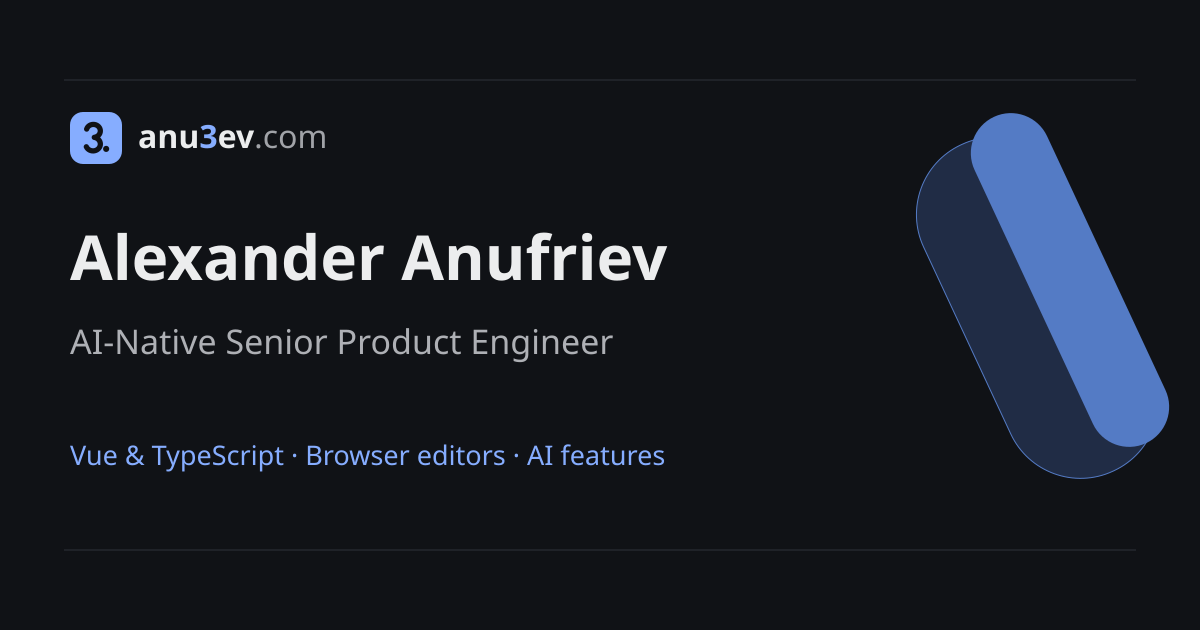 3. anu3ev.com
Alexander Anufriev
AI-Native Senior Product Engineer
Vue & TypeScript · Browser editors · AI features